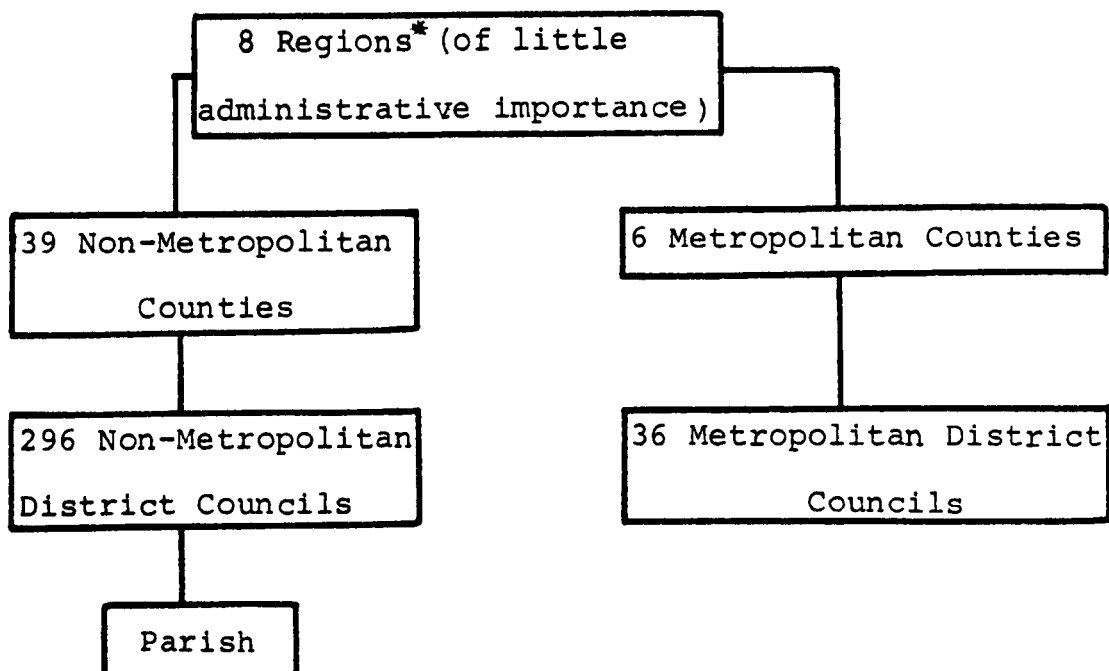 8 Regions* (of little
administrative importance)
39 Non-Metropolitan
Counties
6 Metropolitan Counties
296 Non-Metropolitan
District Councils
36 Metropolitan District
Councils
Parish